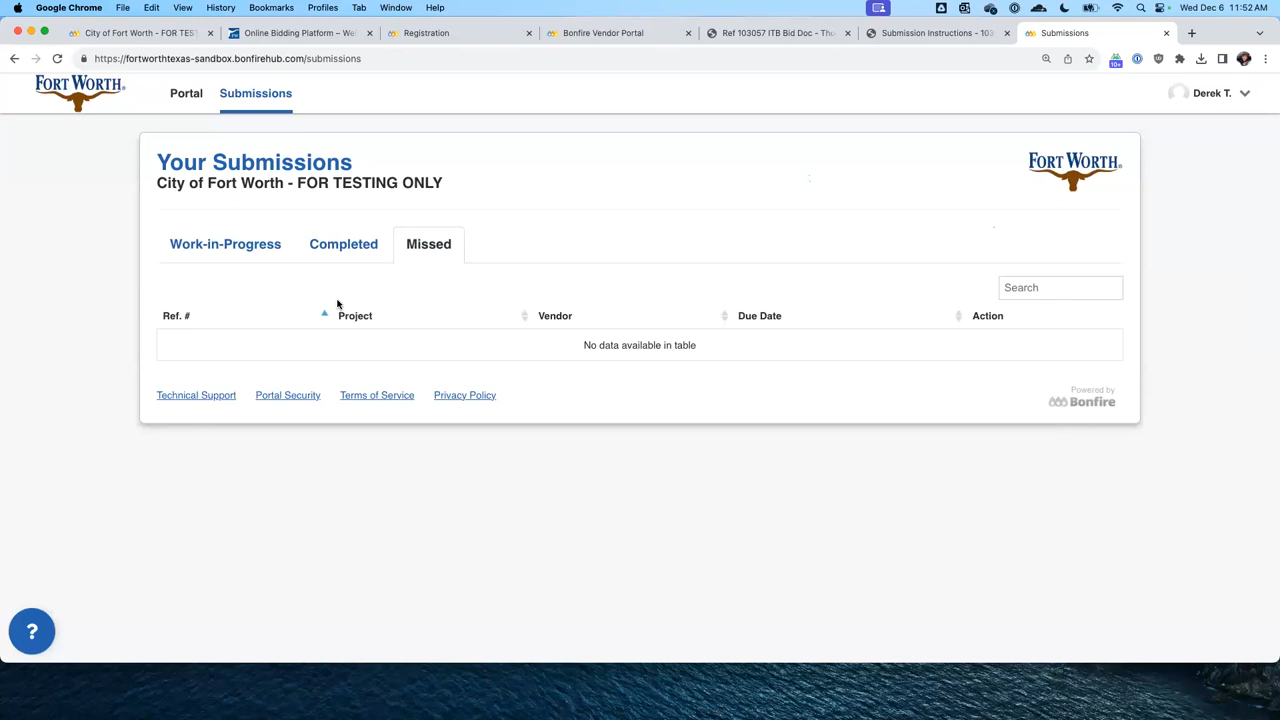 Google Chrome File Edit View History Bookmarks Profiles Tab Window Help Wed Dec 6 11:52 AM
City of Fort Worth - FOR TES Online Bidding Platform – We Registration Bonfire Vendor Portal Ref 103057 ITB Bid Doc - Tho Submission Instructions - 103 Submissions
https://fortworthtexas-sandbox.bonfirehub.com/submissions 10+
FORT WORTH® Portal Submissions Derek T.
Your Submissions
City of Fort Worth - FOR TESTING ONLY
FORT WORTH®
Work-in-Progress Completed Missed
Search
Ref. # Project Vendor Due Date Action
No data available in table
Technical Support Portal Security Terms of Service Privacy Policy
Powered by
Bonfire
?